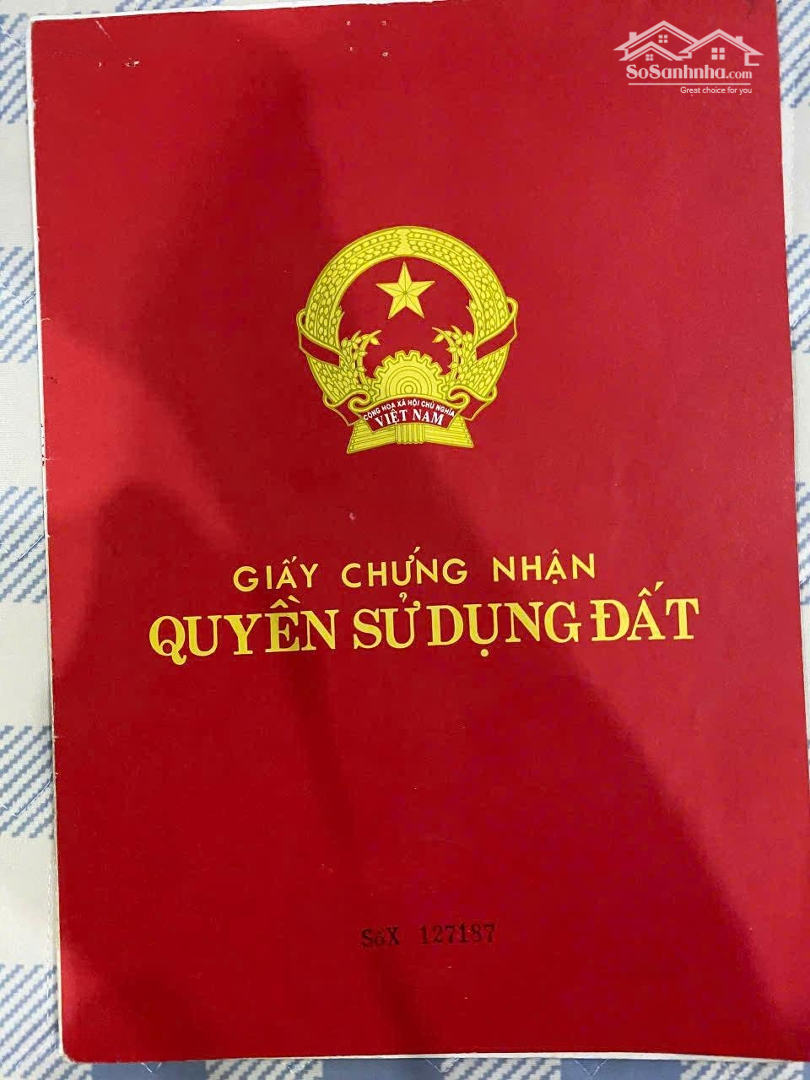 SoSanhnha.com
Great choice for you
CỘNG HÒA XÃ HỘI CHỦ NGHĨA
VIỆT NAM
GIẤY CHỨNG NHẬN
QUYỀN SỬ DỤNG ĐẤT
SốX 127187